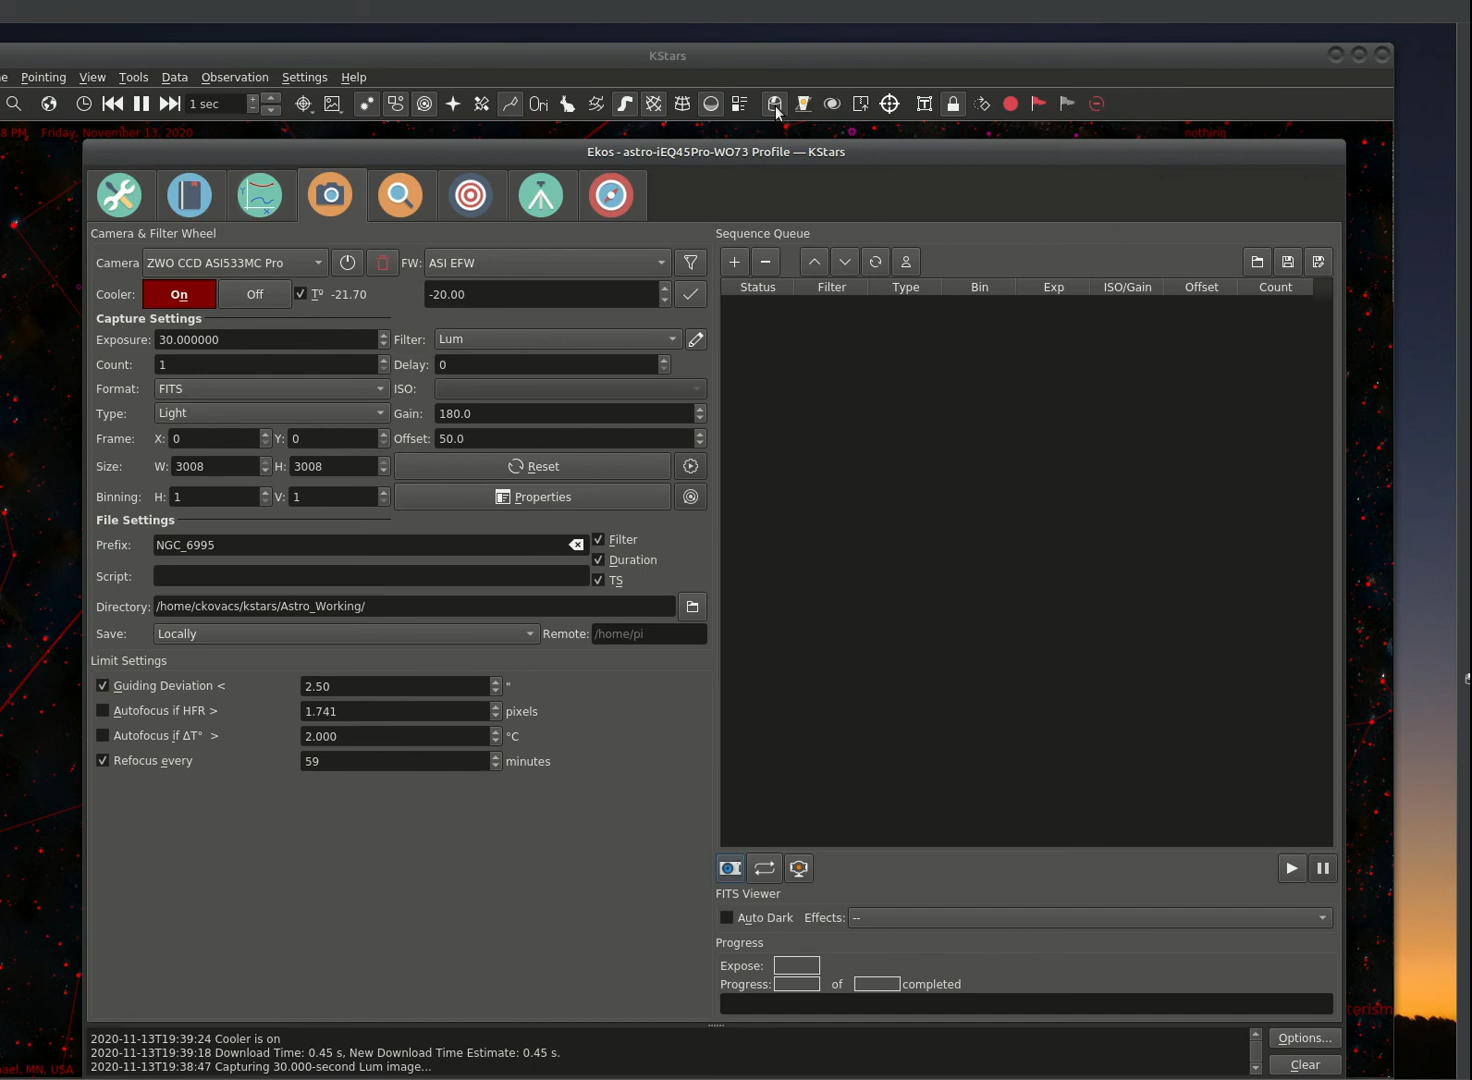 KStars
Pointing View Tools Data Observation Settings Help
1 sec Ori
8 PM, Friday, November 13, 2020 nothing
Ekos - astro-iEQ45Pro-WO73 Profile — KStars
Camera & Filter Wheel
Camera ZWO CCD ASI533MC Pro FW: ASI EFW
Cooler: On Off Tº -21.70 -20.00
Capture Settings
Exposure: 30.000000 Filter: Lum
Count: 1 Delay: 0
Format: FITS ISO:
Type: Light Gain: 180.0
Frame: X: 0 Y: 0 Offset: 50.0
Size: W: 3008 H: 3008 Reset
Binning: H: 1 V: 1 Properties
File Settings
Prefix: NGC_6995 Filter
Duration
Script: TS
Directory: /home/ckovacs/kstars/Astro_Working/
Save: Locally Remote: /home/pi
Limit Settings
Guiding Deviation < 2.50 "
Autofocus if HFR > 1.741 pixels
Autofocus if ΔT° > 2.000 °C
Refocus every 59 minutes
Sequence Queue
Status Filter Type Bin Exp ISO/Gain Offset Count
FITS Viewer
Auto Dark Effects: --
Progress
Expose:
Progress: of completed
2020-11-13T19:39:24 Cooler is on
2020-11-13T19:39:18 Download Time: 0.45 s, New Download Time Estimate: 0.45 s.
2020-11-13T19:38:47 Capturing 30.000-second Lum image...
Options...
Clear
MN, USA